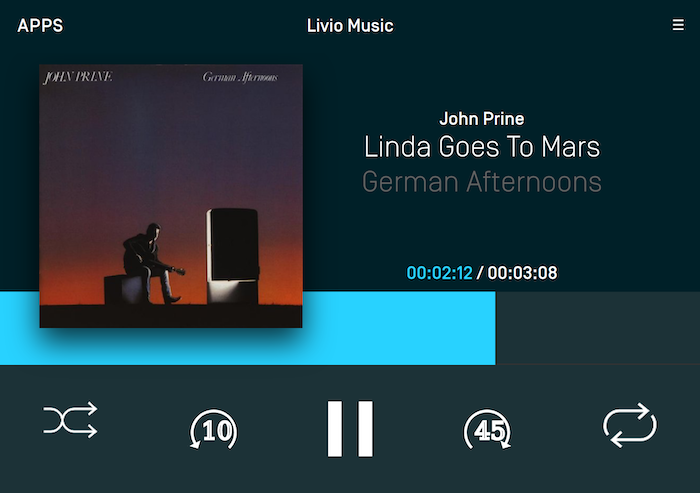 APPS
Livio Music
JOHN PRINE
German Afternoons
John Prine
Linda Goes To Mars
German Afternoons
00:02:12 / 00:03:08
10
45